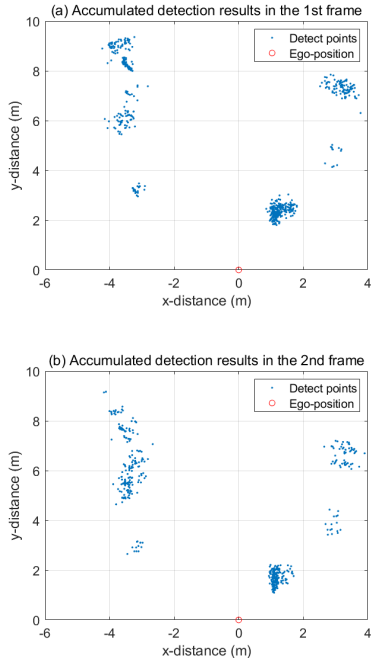 (a) Accumulated detection results in the 1st frame
10
8
6
4
2
0
-6
-4
-2
0
2
4
y-distance (m)
x-distance (m)
Detect points
Ego-position
(b) Accumulated detection results in the 2nd frame
10
8
6
4
2
0
-6
-4
-2
0
2
4
y-distance (m)
x-distance (m)
Detect points
Ego-position